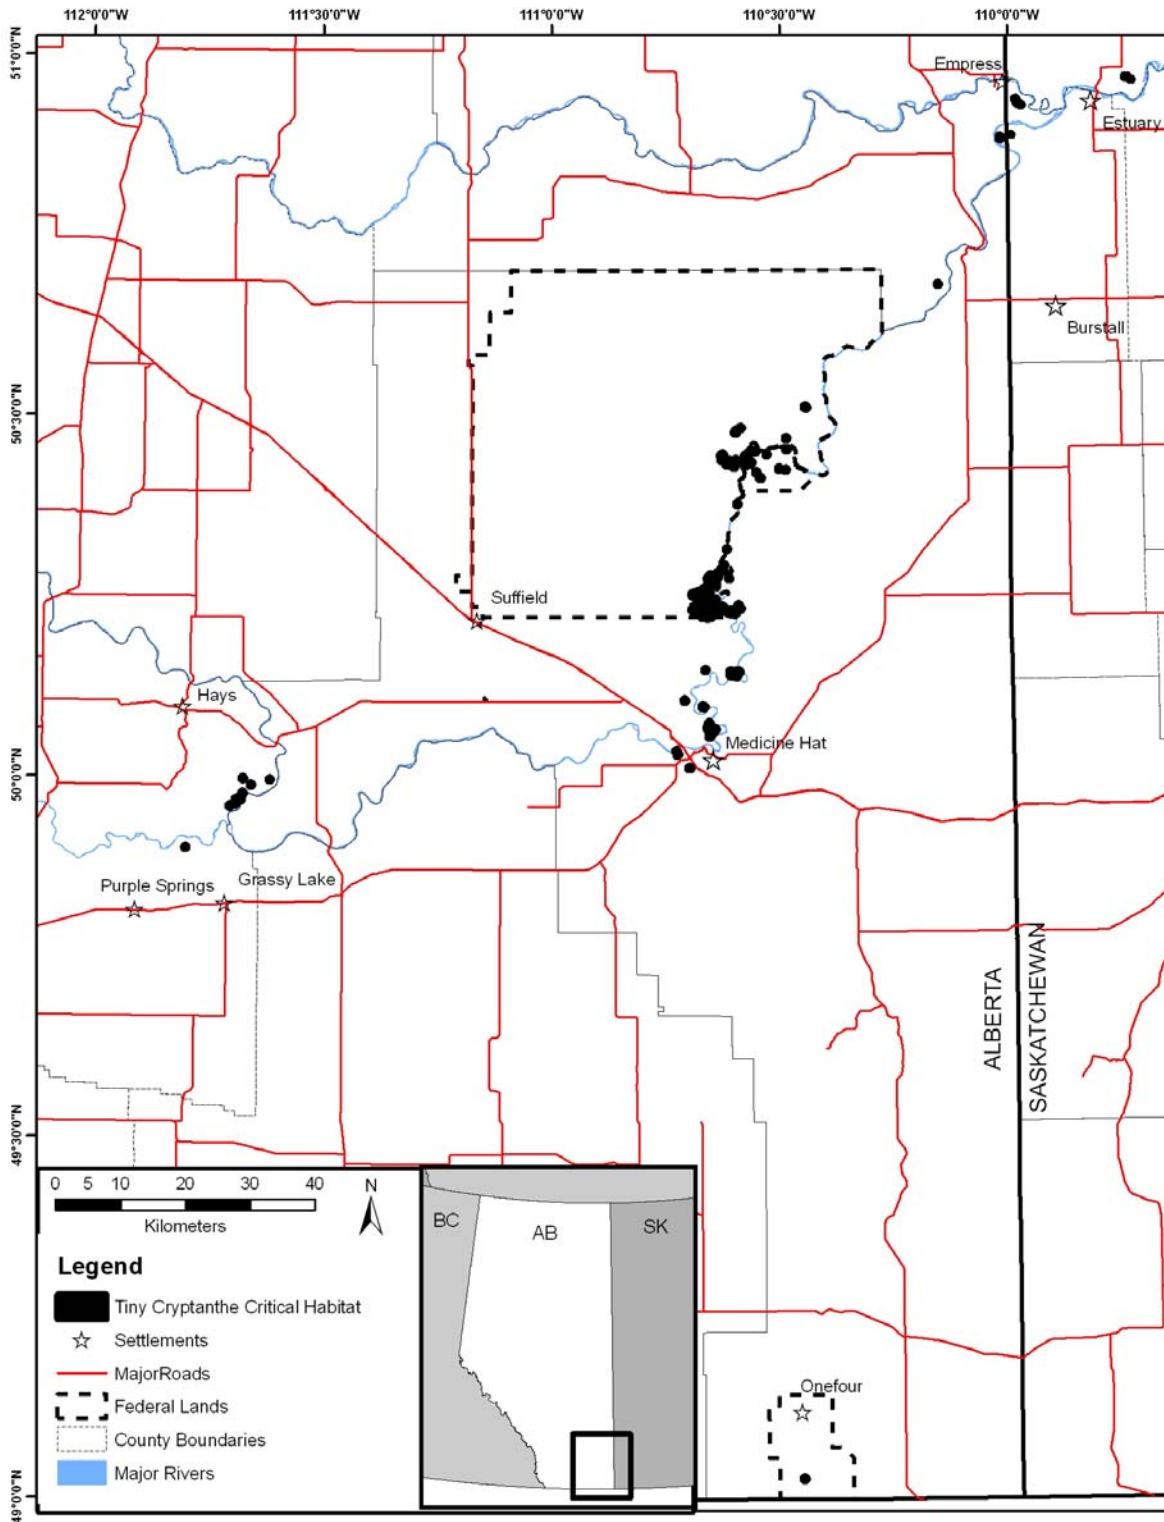 112°0'0"W
111°30'0"W
111°0'0"W
110°30'0"W
110°0'0"W
51°0'0"N
Empress
Estuary
Burstall
50°30'0"N
Suffield
Hays
Medicine Hat
50°0'0"N
Purple Springs
Grassy Lake
ALBERTA
SASKATCHEWAN
49°30'0"N
0 5 10 20 30 40
Kilometers
N
BC
AB
SK
Legend
Tiny Cryptanthe Critical Habitat
Settlements
MajorRoads
Federal Lands
County Boundaries
Major Rivers
Onefour
49°0'0"N